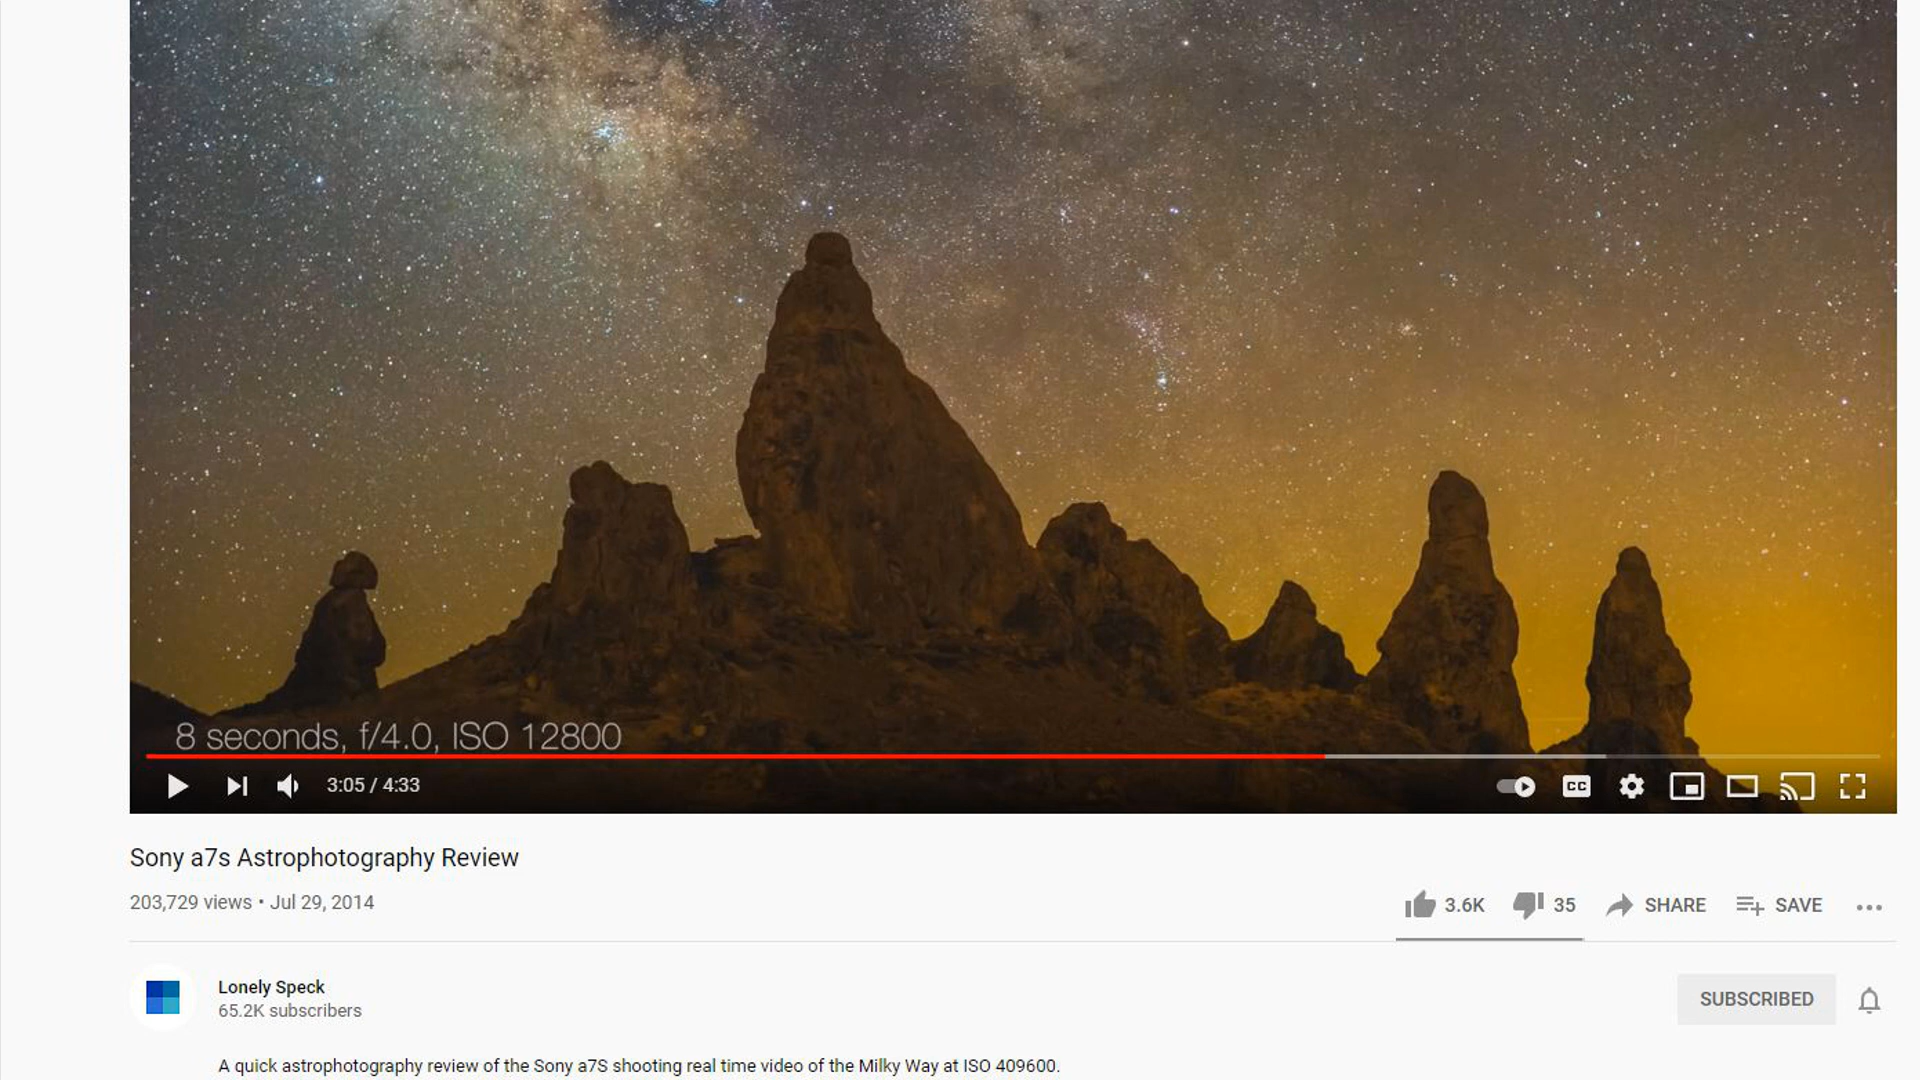 8 seconds, f/4.0, ISO 12800
3:05 / 4:33
CC
Sony a7s Astrophotography Review
203,729 views • Jul 29, 2014
3.6K 35 SHARE SAVE
Lonely Speck
65.2K subscribers
SUBSCRIBED
A quick astrophotography review of the Sony a7S shooting real time video of the Milky Way at ISO 409600.